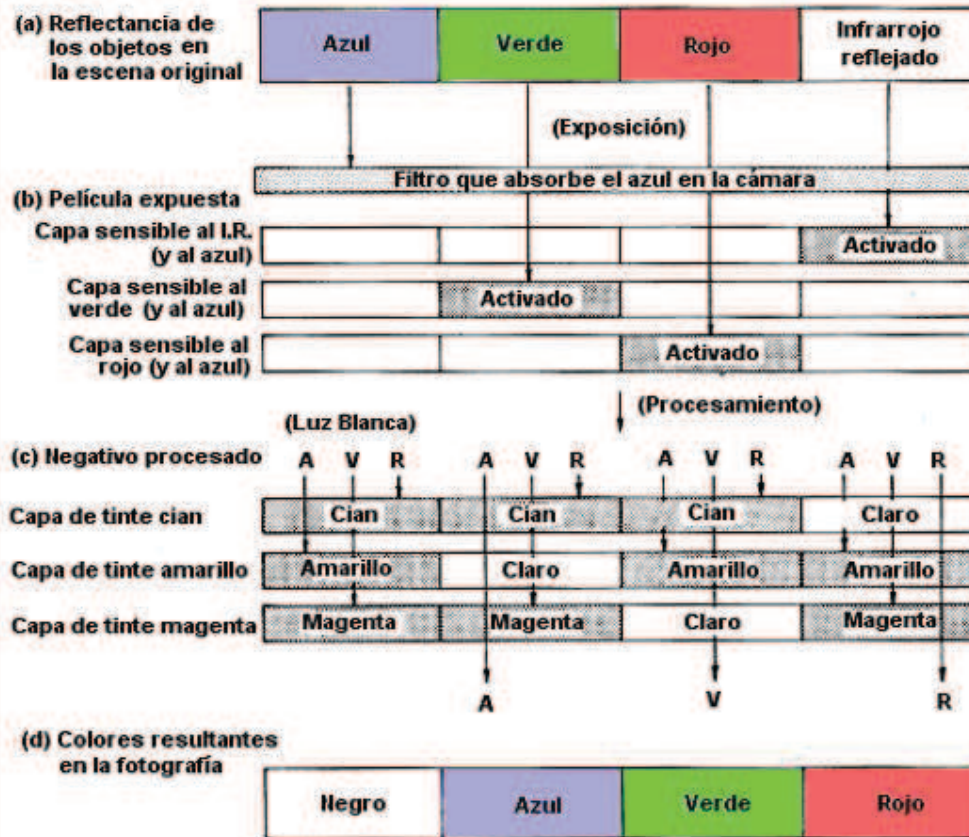 (a) Reflectancia de
los objetos en
la escena original
Azul Verde Rojo Infrarrojo
reflejado
(Exposición)
Filtro que absorbe el azul en la cámara
(b) Película expuesta
Capa sensible al I.R.
(y al azul)
Activado
Capa sensible al
verde (y al azul)
Activado
Capa sensible al
rojo (y al azul)
Activado
(Procesamiento)
(Luz Blanca)
(c) Negativo procesado A V R A V R A V R A V R
Capa de tinte cian Cian Cian Cian Claro
Capa de tinte amarillo Amarillo Claro Amarillo Amarillo
Capa de tinte magenta Magenta Magenta Claro Magenta
A V R
(d) Colores resultantes
en la fotografía
Negro Azul Verde Rojo